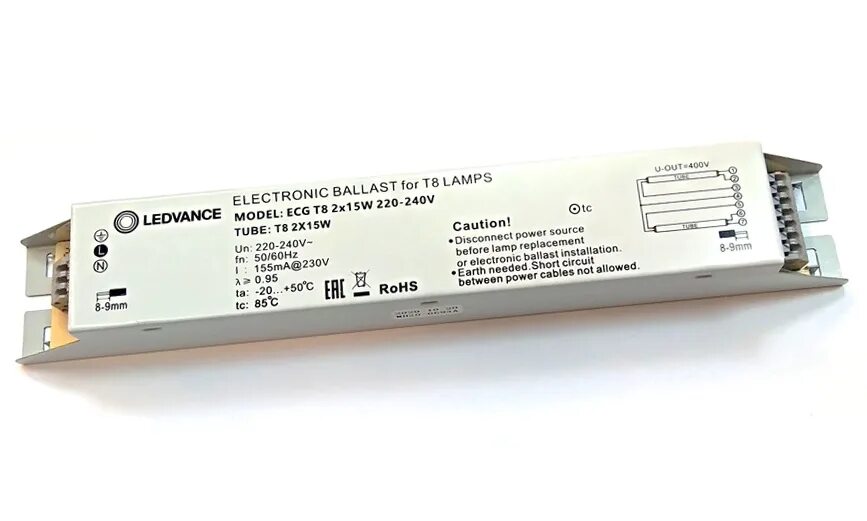 LEDVANCE
ELECTRONIC BALLAST for T8 LAMPS
MODEL: ECG T8 2x15W 220-240V
TUBE: T8 2X15W
Un: 220-240V~
fn: 50/60Hz
I : 155mA@230V
λ≥ 0.95
ta: -20...+50℃
tc: 85℃
L
N
8-9mm
EAC
RoHS
tc
Caution!
• Disconnect power source
before lamp replacement
or electronic ballast installation.
• Earth needed. Short circuit
between power cables not allowed.
U-OUT=400V
TUBE
TUBE
1
2
3
4
5
6
7
8-9mm